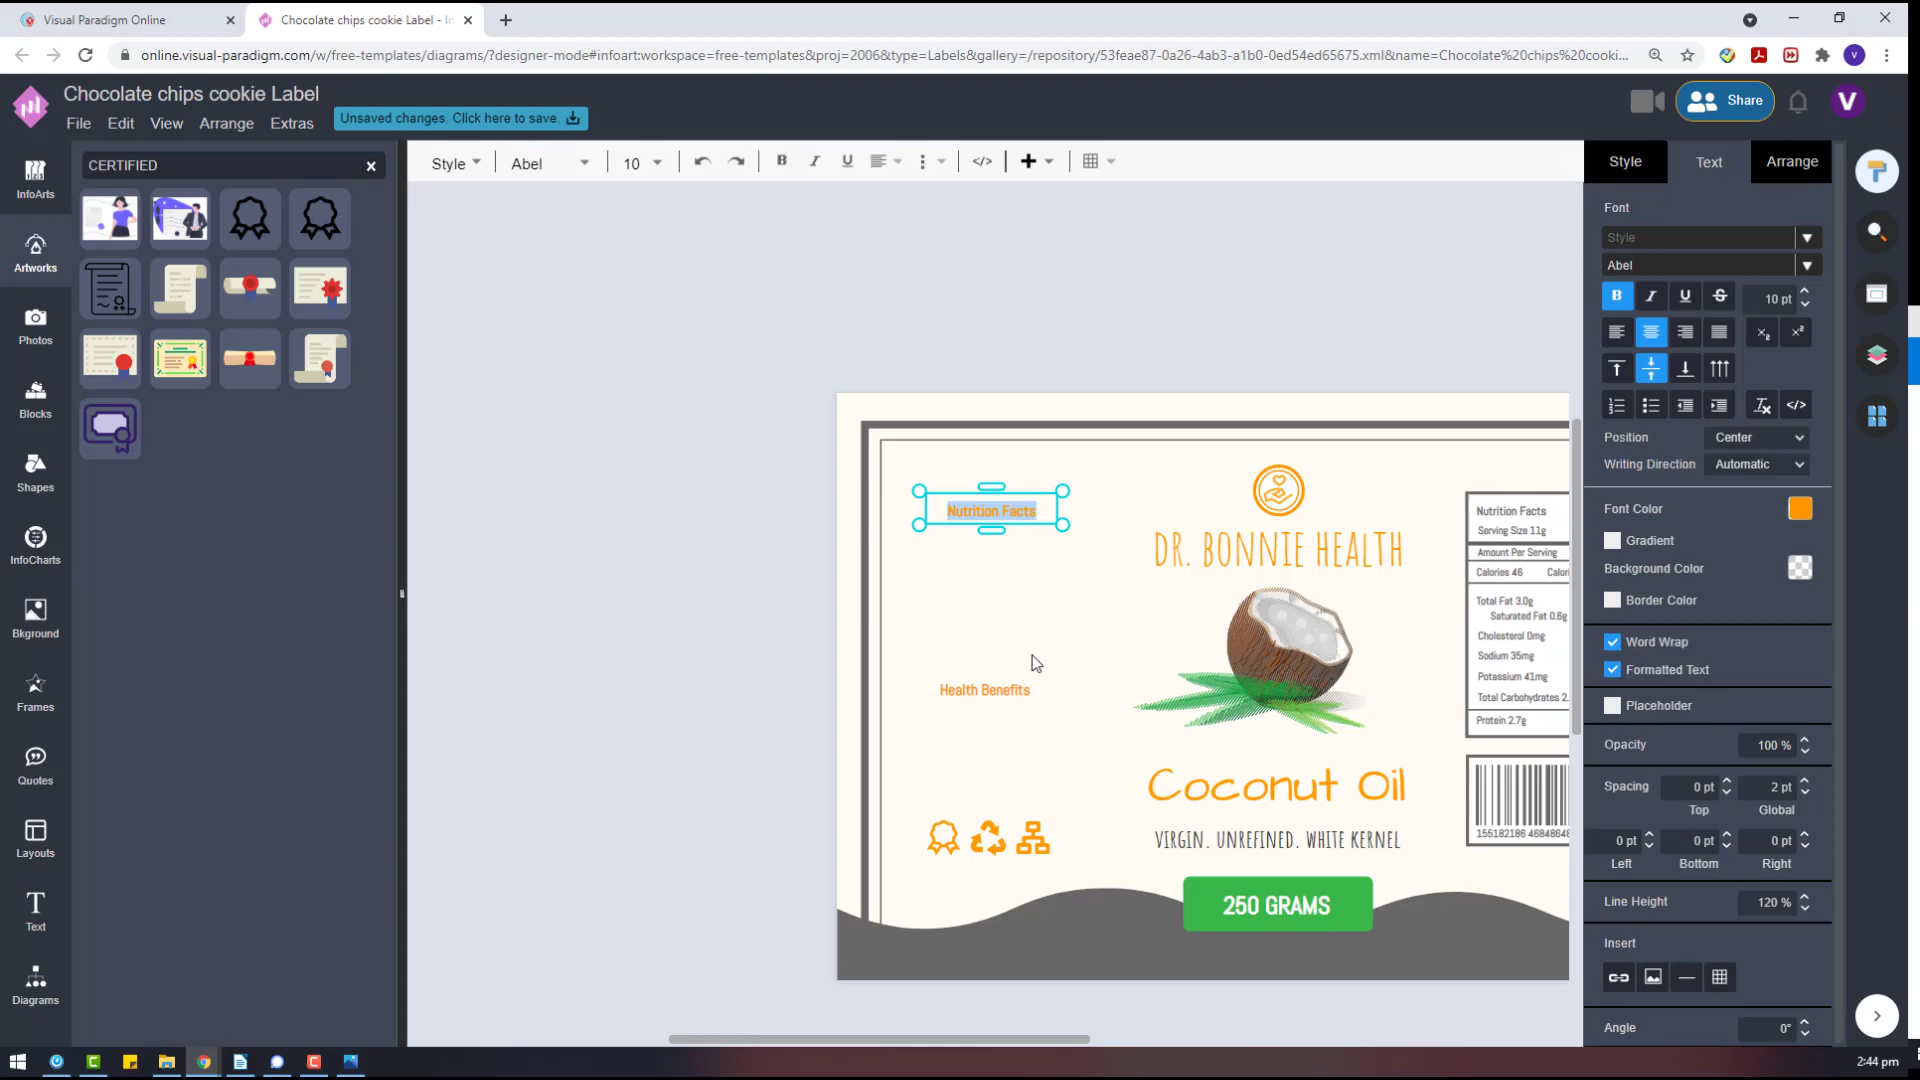 Visual Paradigm Online
Chocolate chips cookie Label - In
online.visual-paradigm.com/w/free-templates/diagrams/?designer-mode#infoart:workspace=free-templates&proj=2006&type=Labels&gallery=/repository/53feae87-0a26-4ab3-a1b0-0ed54ed65675.xml&name=Chocolate%20chips%20cooki...
V
Chocolate chips cookie Label
File Edit View Arrange Extras
Unsaved changes. Click here to save.
Share
V
InfoArts
Artworks
Photos
Blocks
Shapes
InfoCharts
Bkground
Frames
Quotes
Layouts
Text
Diagrams
CERTIFIED
Style Abel 10 B I U
Nutrition Facts
Health Benefits
DR. BONNIE HEALTH
Coconut Oil
VIRGIN. UNREFINED. WHITE KERNEL
250 GRAMS
Nutrition Facts
Serving Size 11g
Amount Per Serving
Calories 46 Calor
Total Fat 3.0g
Saturated Fat 0.6g
Cholesterol 0mg
Sodium 35mg
Potassium 41mg
Total Carbohydrates 2.
Protein 2.7g
155182186 46848648
Style Text Arrange
Font
Style
Abel
B I U S 10 pt
Position Center
Writing Direction Automatic
Font Color
Gradient
Background Color
Border Color
Word Wrap
Formatted Text
Placeholder
Opacity 100 %
Spacing 0 pt 2 pt
Top Global
0 pt 0 pt 0 pt
Left Bottom Right
Line Height 120 %
Insert
Angle 0°
2:44 pm